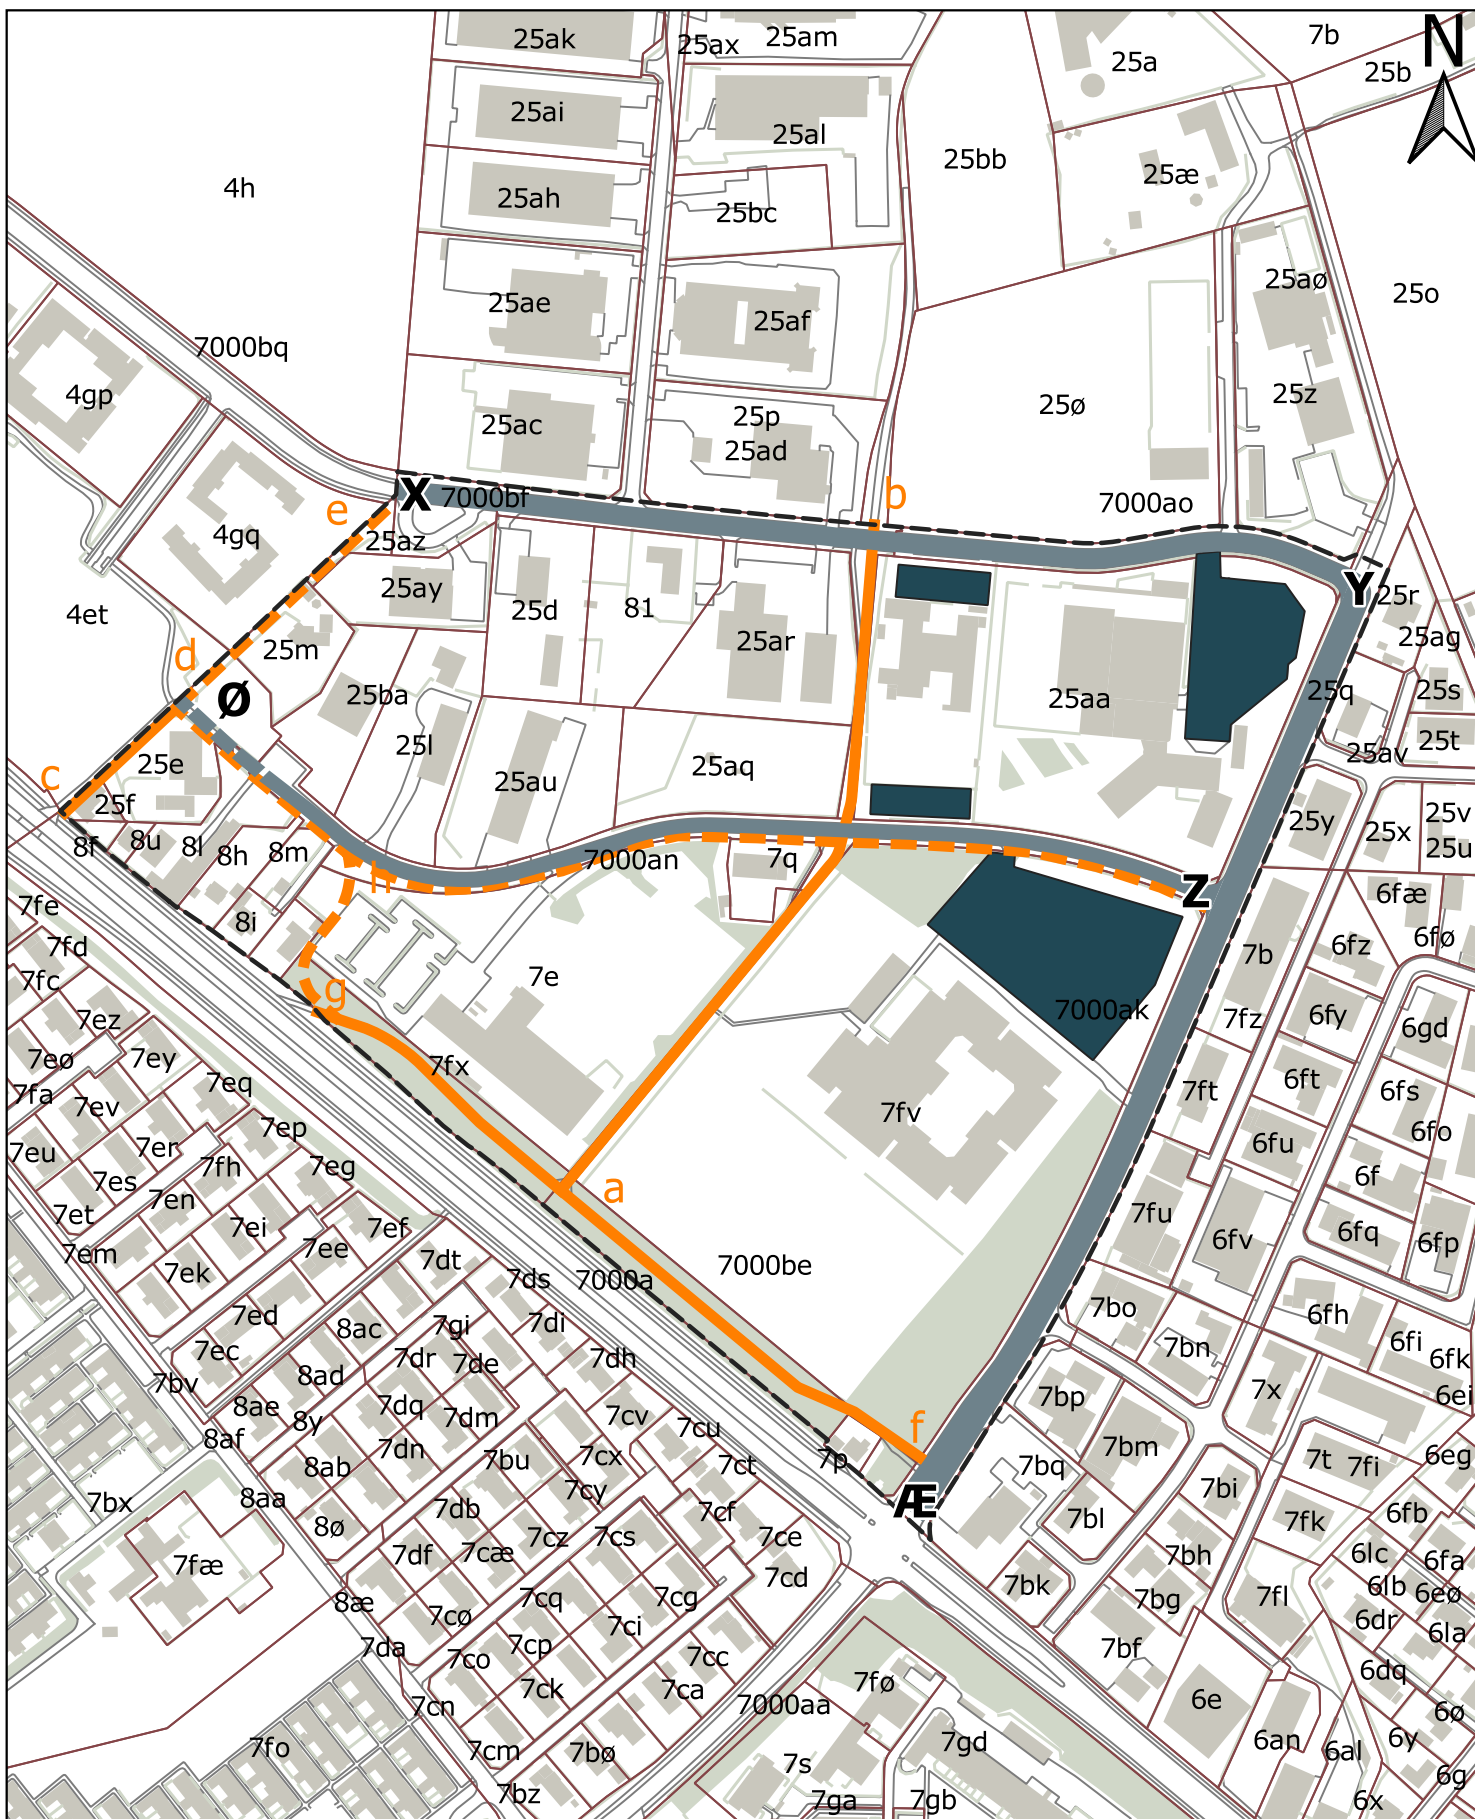 25ak
25ax
25am
25a
7b
25b
N
25ai
25al
25bb
25æ
4h
25ah
25bc
25aø
25o
25ae
25af
7000bq
4gp
25ac
25p
25ad
25ø
25z
X
7000bf
b
7000ao
e
4gq
25az
25ay
25d
81
25ar
Y
25r
4et
25m
25ag
d
Ø
25ba
25aa
25q
25s
25l
25t
c
25e
25au
25aq
25av
25f
25y
25v
25x
25u
8f
8u
8l
8h
8m
h
7000an
7q
Z
6fæ
7fe
7fd
8i
7b
6fz
6fø
7fc
g
7e
7000ak
7ez
7fz
6fy
6gd
7eø
7ey
7fx
7fa
7ev
7eq
7fv
7ft
6ft
6fs
7eu
7er
7ep
6fu
6fo
7es
7fh
7eg
a
6f
7et
7en
7ei
7ef
7fu
6fv
6fq
6fp
7em
7ee
7ek
7dt
7ds
7000a
7000be
7ed
8ac
7gi
7di
7bo
6fh
7ec
7dr
7de
7dh
7bn
6fi
6fk
7bv
8ad
6ei
8ae
8y
7dq
7dm
7cv
7cu
7bp
7x
8af
7dn
f
7bm
8ab
7bu
7cx
7ct
7p
7bq
7t
7fi
6eg
7bx
8aa
7cy
7bi
8ø
7db
7cz
7cs
7cf
7ce
Æ
7bl
7fk
6fb
7fæ
7df
7cæ
7cd
7bh
6lc
6fa
8æ
7cø
7cq
7cg
7bk
7bg
7fl
6lb
6eø
7da
7cp
7ci
7bf
6dr
6la
7co
7cc
6dq
7cn
7ck
7ca
7000aa
7fø
6e
6ø
7fo
7cm
7bø
7s
7gd
6an
6al
6y
7bz
7ga
7gb
6x
6g